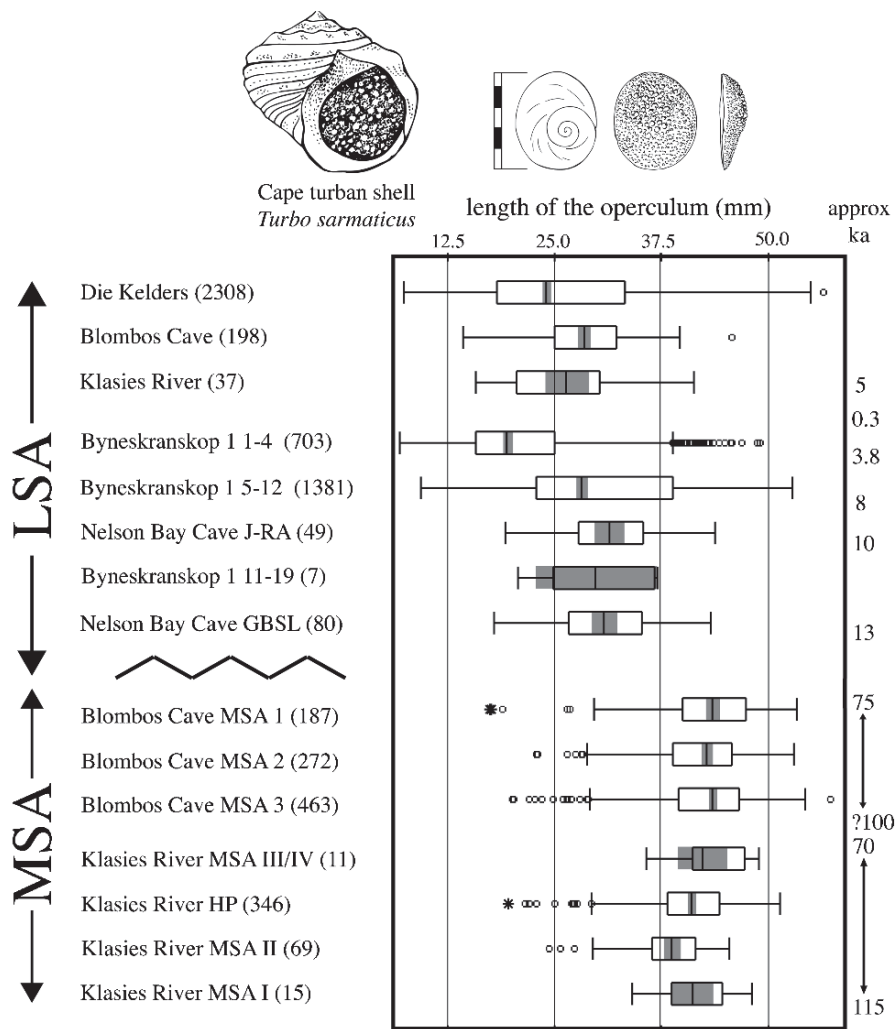 Cape turban shell
Turbo sarmaticus
length of the operculum (mm)
approx
ka
12.5 25.0 37.5 50.0
LSA
Die Kelders (2308)
Blombos Cave (198)
Klasies River (37) 5
0.3
Byneskranskop 1 1-4 (703) 3.8
Byneskranskop 1 5-12 (1381) 8
Nelson Bay Cave J-RA (49) 10
Byneskranskop 1 11-19 (7)
Nelson Bay Cave GBSL (80) 13
MSA
Blombos Cave MSA 1 (187) 75
Blombos Cave MSA 2 (272)
Blombos Cave MSA 3 (463) ?100
Klasies River MSA III/IV (11) 70
Klasies River HP (346)
Klasies River MSA II (69)
Klasies River MSA I (15) 115